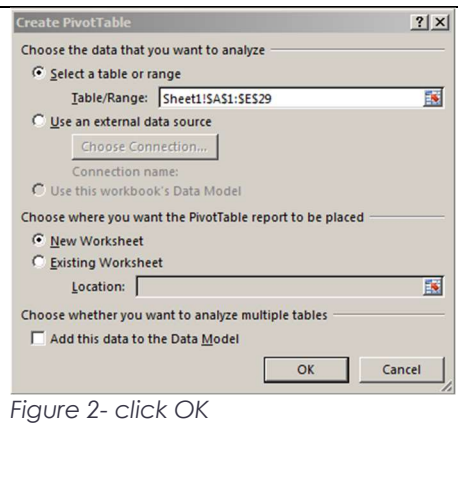 Create PivotTable
Choose the data that you want to analyze
Select a table or range
Table/Range: Sheet1!$A$1:$E$29
Use an external data source
Choose Connection...
Connection name:
Use this workbook's Data Model
Choose where you want the PivotTable report to be placed
New Worksheet
Existing Worksheet
Location:
Choose whether you want to analyze multiple tables
Add this data to the Data Model
OK Cancel
Figure 2- click OK